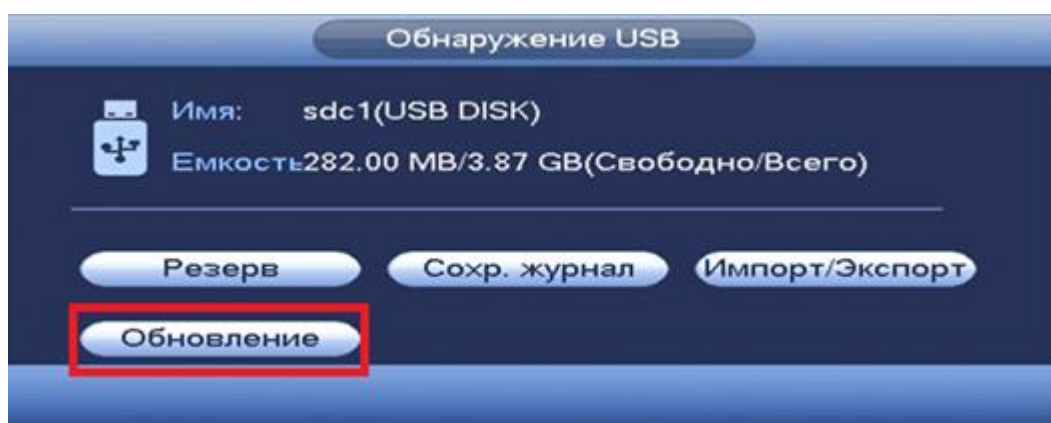 Обнаружение USB
Имя: sdc1(USB DISK)
Емкость282.00 MB/3.87 GB(Свободно/Всего)
Резерв Сохр. журнал Импорт/Экспорт
Обновление